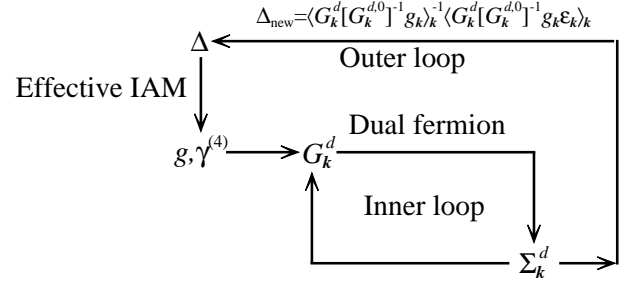 Δ_new=⟨G_k^d[G_k^{d,0}]^{-1}g_k⟩_k^{-1}⟨G_k^d[G_k^{d,0}]^{-1}g_kε_k⟩_k
Δ
Outer loop
Effective IAM
Dual fermion
g,γ^{(4)}
G_k^d
Inner loop
Σ_k^d